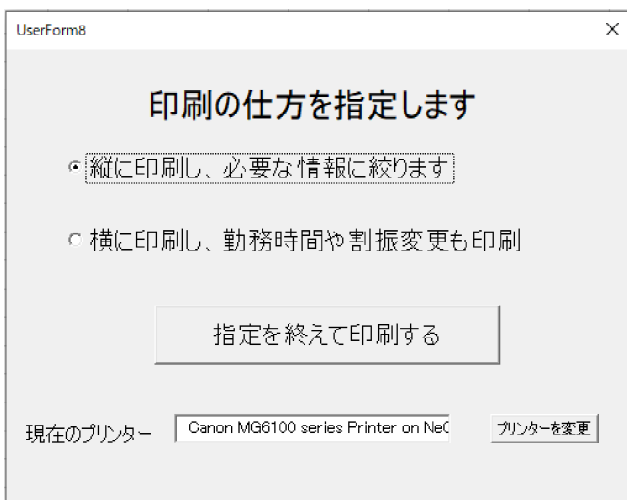 UserForm8
印刷の仕方を指定します
縦に印刷し、必要な情報に絞ります
横に印刷し、勤務時間や割振変更も印刷
指定を終えて印刷する
現在のプリンター Canon MG6100 series Printer on Ne プリンターを変更